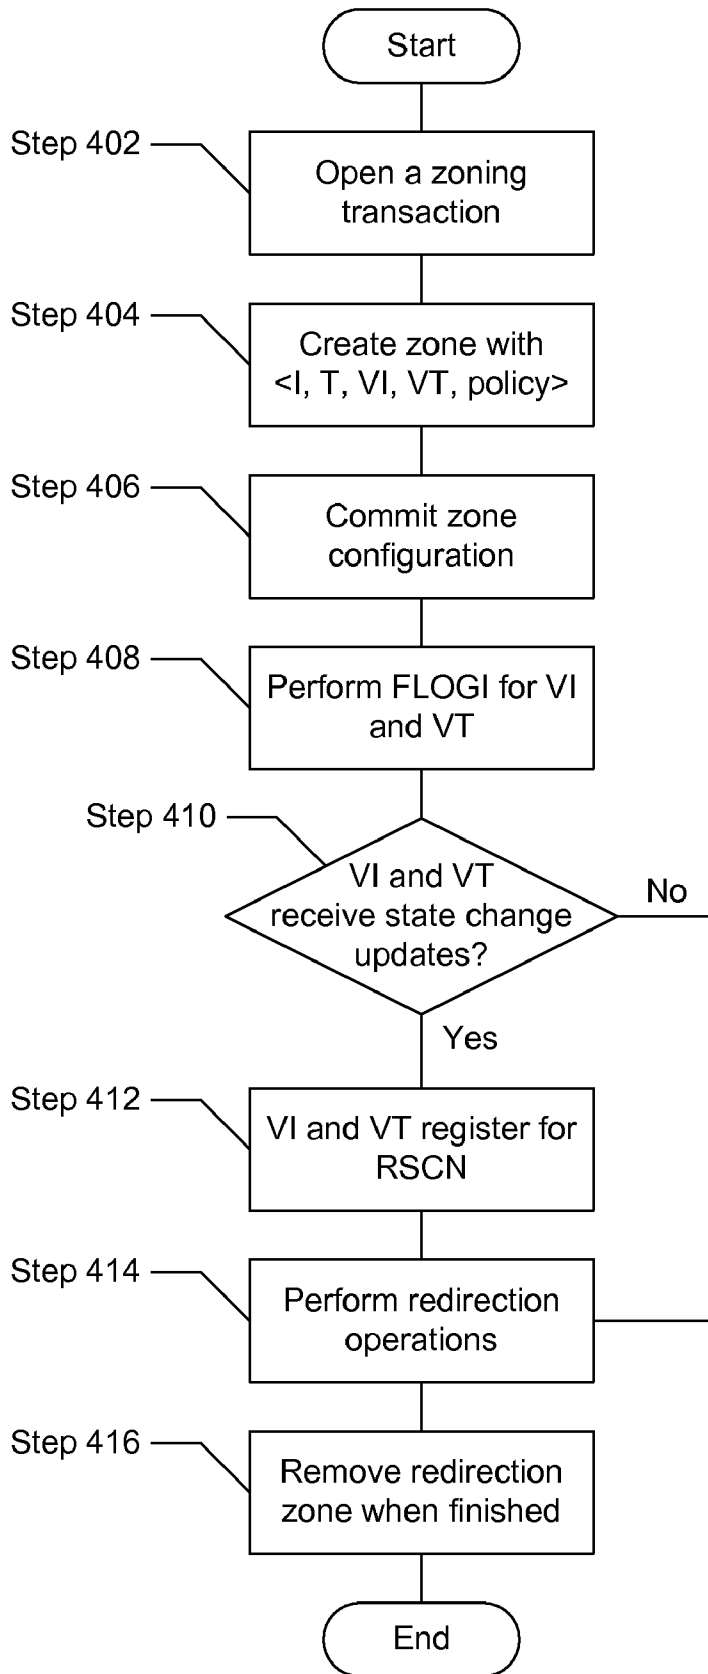 Start
Step 402
Open a zoning
transaction
Step 404
Create zone with
<I, T, VI, VT, policy>
Step 406
Commit zone
configuration
Step 408
Perform FLOGI for VI
and VT
Step 410
VI and VT
receive state change
updates?
No
Yes
Step 412
VI and VT register for
RSCN
Step 414
Perform redirection
operations
Step 416
Remove redirection
zone when finished
End